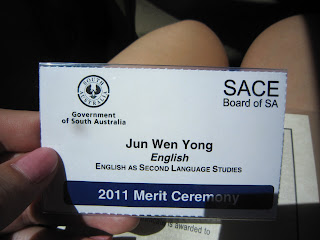 SOUTH
AUSTRALIA
Government
of South Australia
SACE
Board of SA
Jun Wen Yong
English
ENGLISH AS SECOND LANGUAGE STUDIES
2011 Merit Ceremony
is awarded to